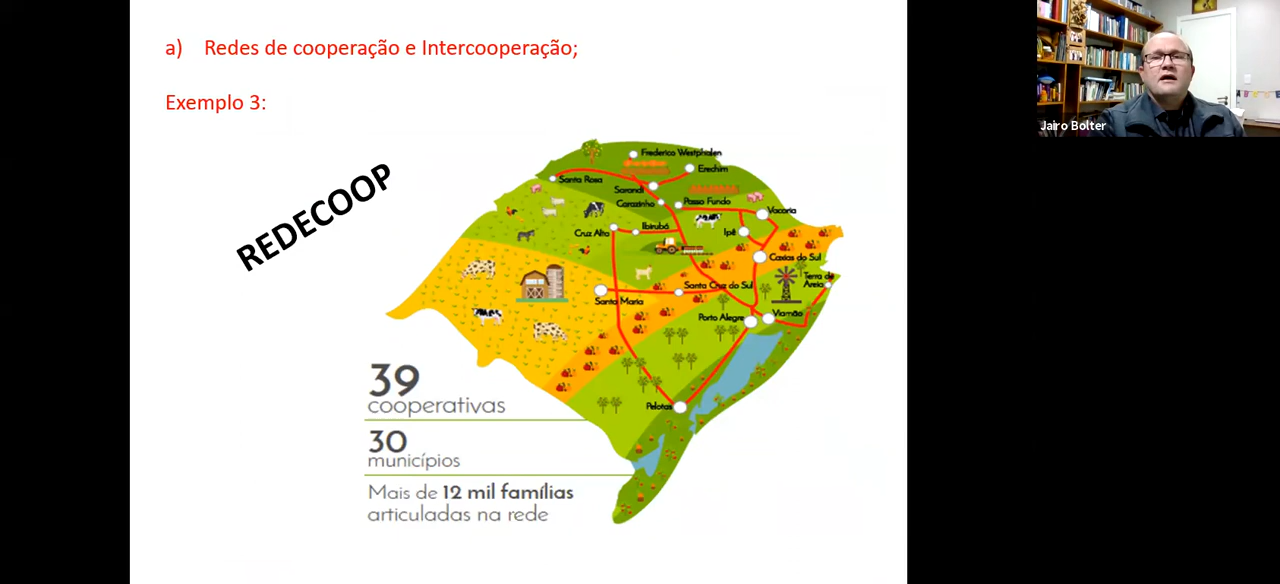 a) Redes de cooperação e Intercooperação;
Exemplo 3:
Jairo Bolter
REDECOOP
Frederico Westphalen
Erechim
Santa Rosa
Sarandi
Carazinho
Passo Fundo
Vacaria
Cruz Alta
Ibirubá
Ipê
Caxias do Sul
Terra de
Areia
Santa Maria
Santa Cruz do Sul
Porto Alegre
Viamão
Pelotas
39
cooperativas
30
municípios
Mais de 12 mil famílias
articuladas na rede